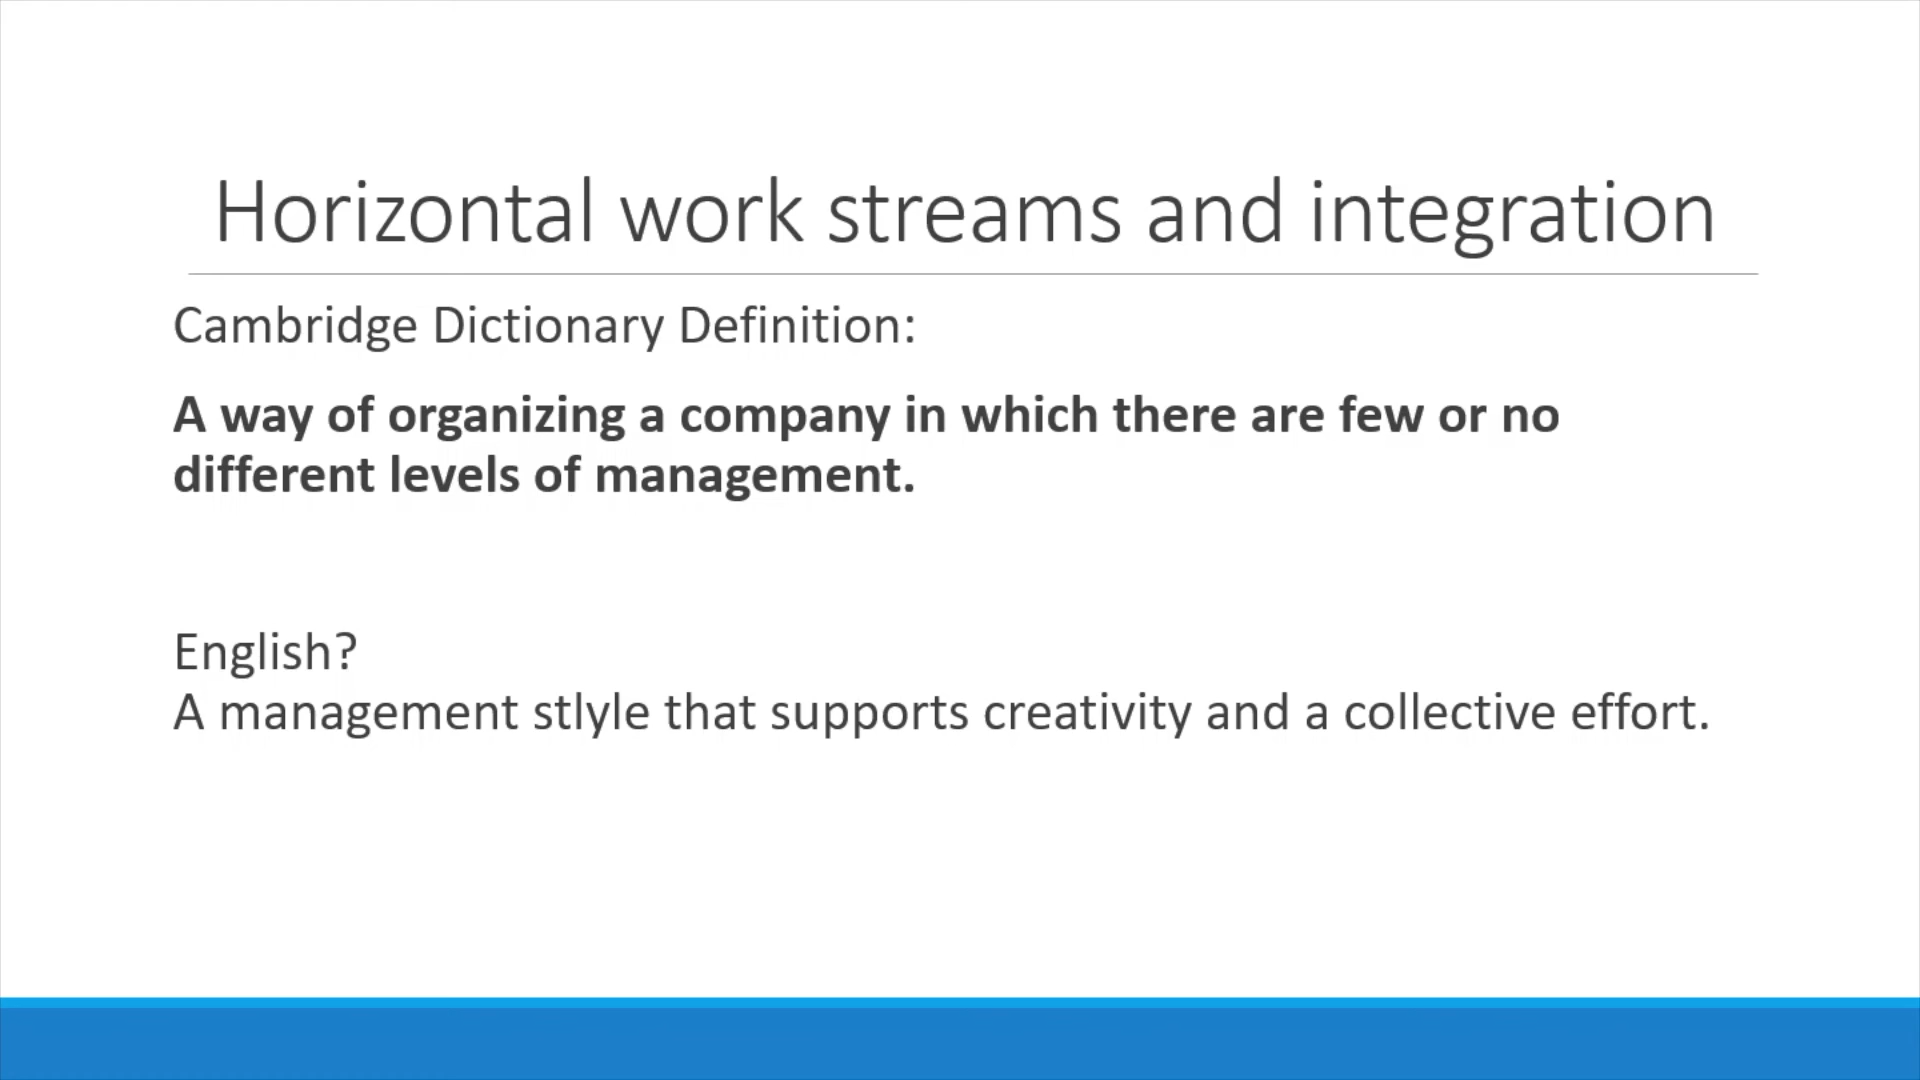 Horizontal work streams and integration
Cambridge Dictionary Definition:
A way of organizing a company in which there are few or no
different levels of management.
English?
A management stlyle that supports creativity and a collective effort.